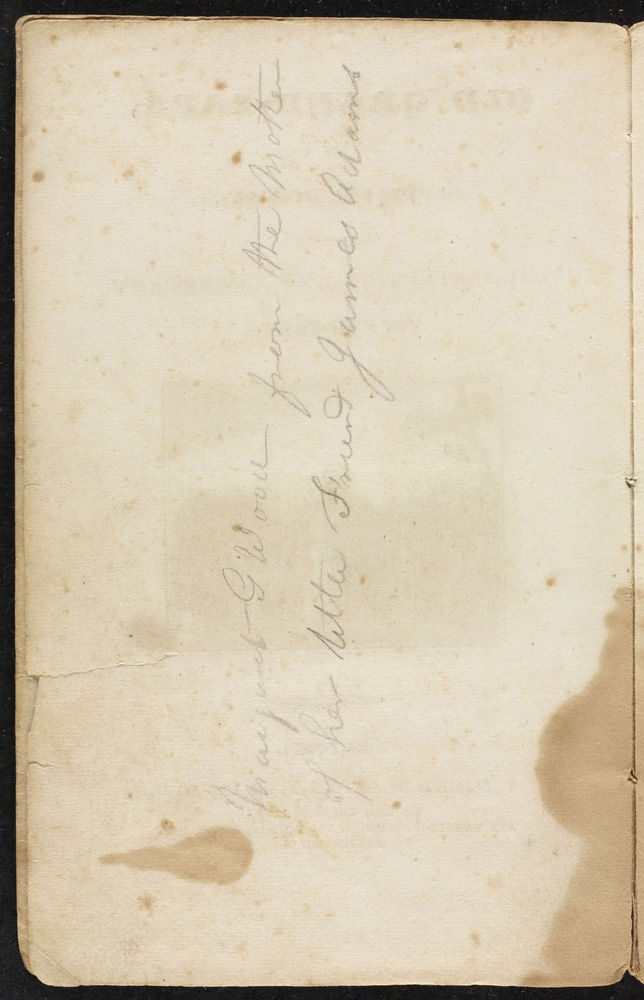 Margaret G Wood from the Mother
of her little Friend James Adams